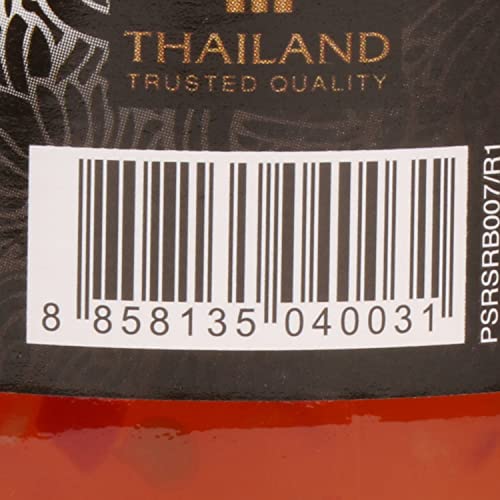 THAILAND
TRUSTED QUALITY
8 858135 040031
PSRSRB007/R1